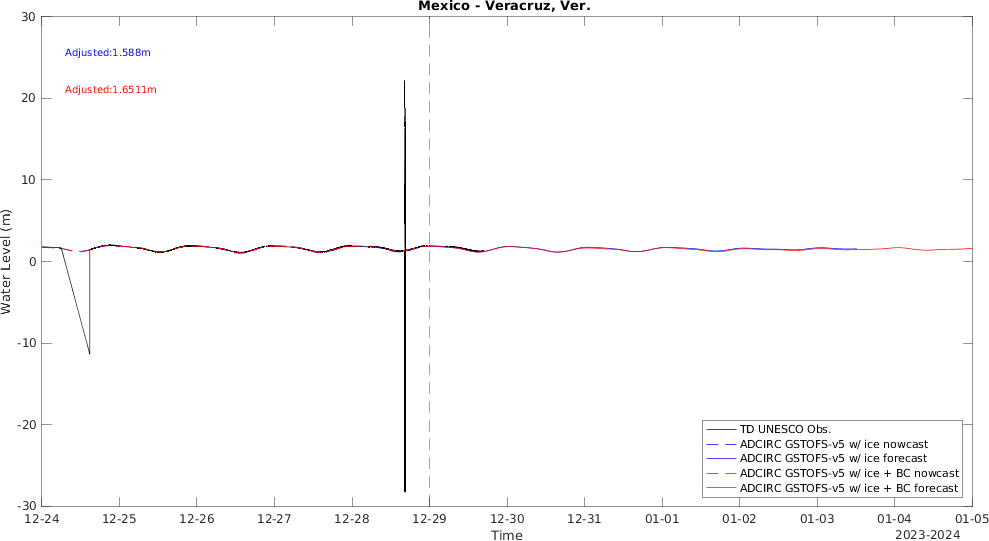 Mexico - Veracruz, Ver.
30
20
10
0
-10
-20
-30
Water Level (m)
Adjusted:1.588m
Adjusted:1.6511m
TD UNESCO Obs.
ADCIRC GSTOFS-v5 w/ ice nowcast
ADCIRC GSTOFS-v5 w/ ice forecast
ADCIRC GSTOFS-v5 w/ ice + BC nowcast
ADCIRC GSTOFS-v5 w/ ice + BC forecast
12-24 12-25 12-26 12-27 12-28 12-29 12-30 12-31 01-01 01-02 01-03 01-04 01-05
Time
2023-2024